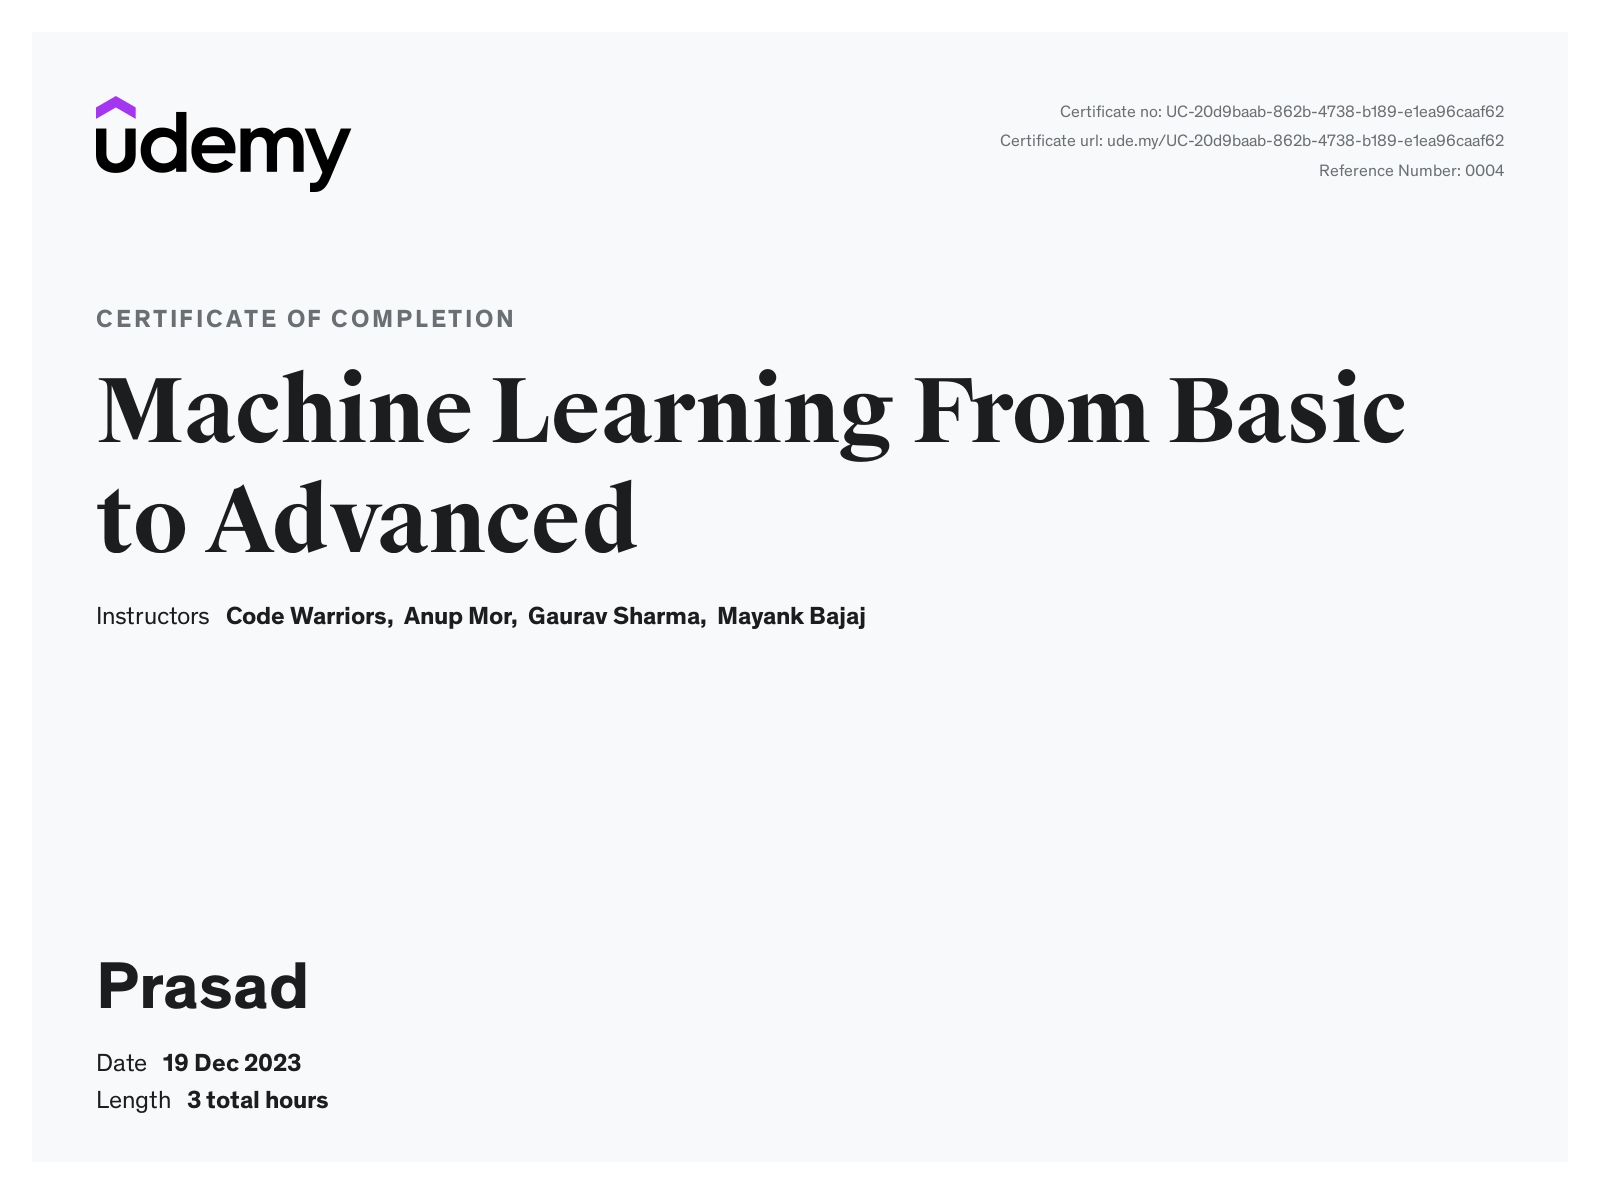 udemy
Certificate no: UC-20d9baab-862b-4738-b189-e1ea96caaf62
Certificate url: ude.my/UC-20d9baab-862b-4738-b189-e1ea96caaf62
Reference Number: 0004
CERTIFICATE OF COMPLETION
Machine Learning From Basic
to Advanced
Instructors Code Warriors, Anup Mor, Gaurav Sharma, Mayank Bajaj
Prasad
Date 19 Dec 2023
Length 3 total hours